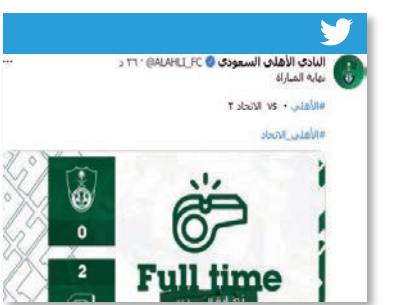 النادي الأهلي السعودي @ALAHLI_FC · ٣٦ د
نهاية المباراة
#الأهلي ٠ vs الاتحاد ٢
#الأهلي_الاتحاد
0
2
Full time